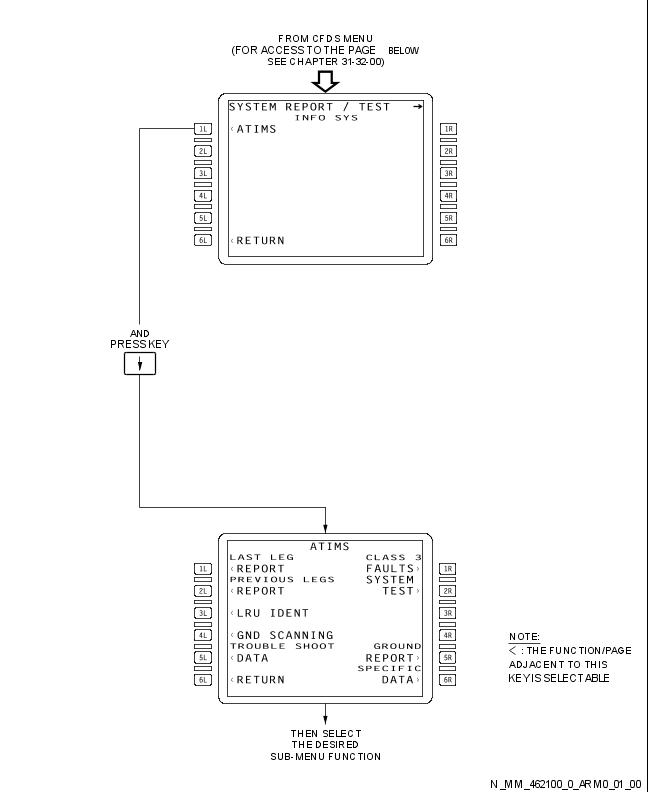 FROM CFDS MENU
(FOR ACCESS TO THE PAGE BELOW
SEE CHAPTER 31-32-00)
SYSTEM REPORT / TEST →
INFO SYS
1L <ATIMS 1R
2L 2R
3L 3R
4L 4R
5L 5R
6L <RETURN 6R
AND
PRESS KEY
↓
ATIMS
LAST LEG CLASS 3
1L <REPORT FAULTS> 1R
PREVIOUS LEGS SYSTEM
2L <REPORT TEST> 2R
3L <LRU IDENT 3R
4L <GND SCANNING 4R
TROUBLE SHOOT GROUND
5L <DATA REPORT> 5R
SPECIFIC
6L <RETURN DATA> 6R
NOTE:
< : THE FUNCTION/PAGE
ADJACENT TO THIS
KEY IS SELECTABLE
THEN SELECT
THE DESIRED
SUB-MENU FUNCTION
N_MM_462100_0_ARM0_01_00